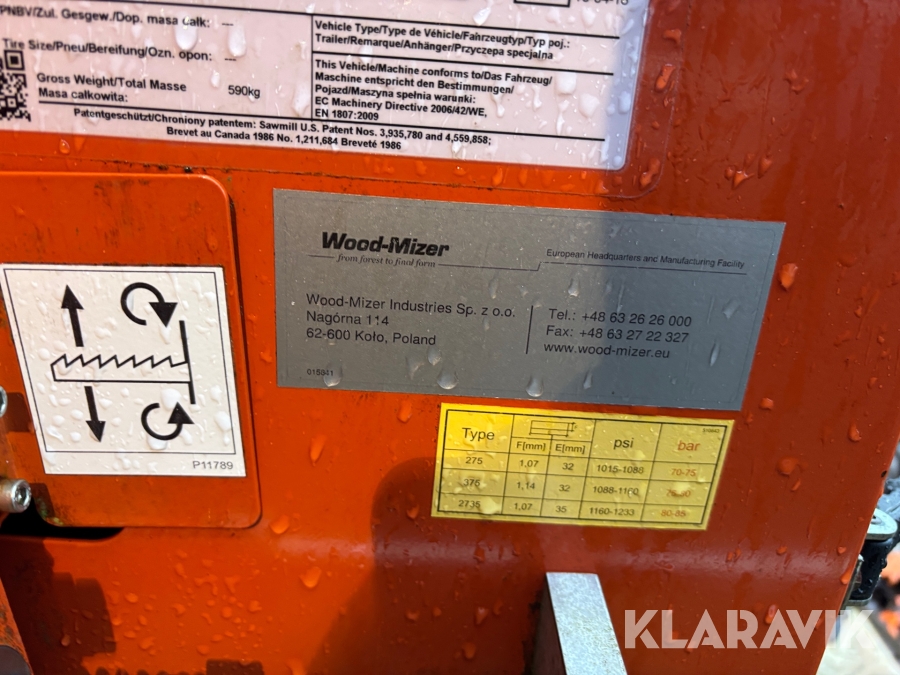 PNBV/Zul. Gesgew./Dop. masa całk: ---
Tire Size/Pneu/Bereifung/Ozn. opon: ---
Gross Weight/Total Masse 590kg
Masa całkowita:
Vehicle Type/Type de Véhicle/Fahrzeugtyp/Typ poj.:
Trailer/Remarque/Anhänger/Przyczepa specjalna
This Vehicle/Machine conforms to/Das Fahrzeug/
Maschine entspricht den Bestimmungen/
Pojazd/Maszyna spełnia warunki:
EC Machinery Directive 2006/42/WE,
EN 1807:2009
Patentgeschützt/Chroniony patentem: Sawmill U.S. Patent Nos. 3,935,780 and 4,559,858;
Brevet au Canada 1986 No. 1,211,684 Breveté 1986
Wood-Mizer
from forest to final form
European Headquarters and Manufacturing Facility
Wood-Mizer Industries Sp. z o.o.
Nagórna 114
62-600 Koło, Poland
Tel.: +48 63 26 26 000
Fax: +48 63 27 22 327
www.wood-mizer.eu
P11789
Type F[mm] E[mm] psi bar
275 1,07 32 1015-1088 70-75
375 1,14 32 1088-1160 75-80
2735 1,07 35 1160-1233 80-85
KLARAVIK